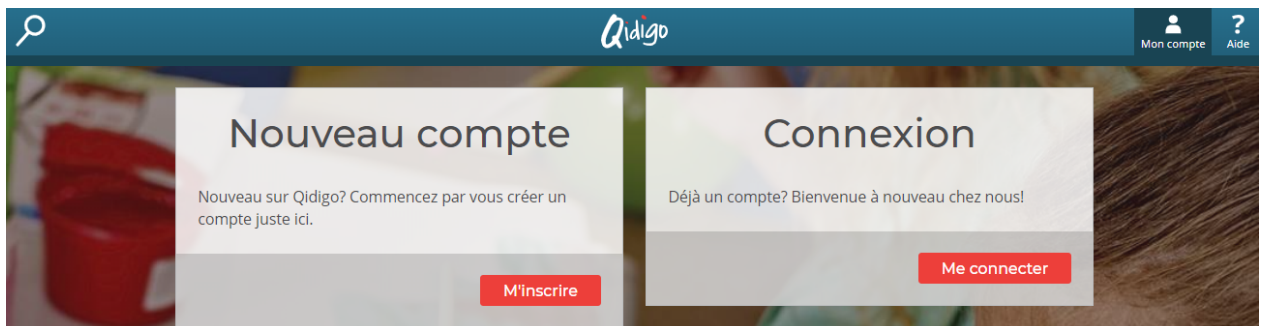 Qidigo
Mon compte
?
Aide
Nouveau compte
Nouveau sur Qidigo? Commencez par vous créer un
compte juste ici.
M'inscrire
Connexion
Déjà un compte? Bienvenue à nouveau chez nous!
Me connecter